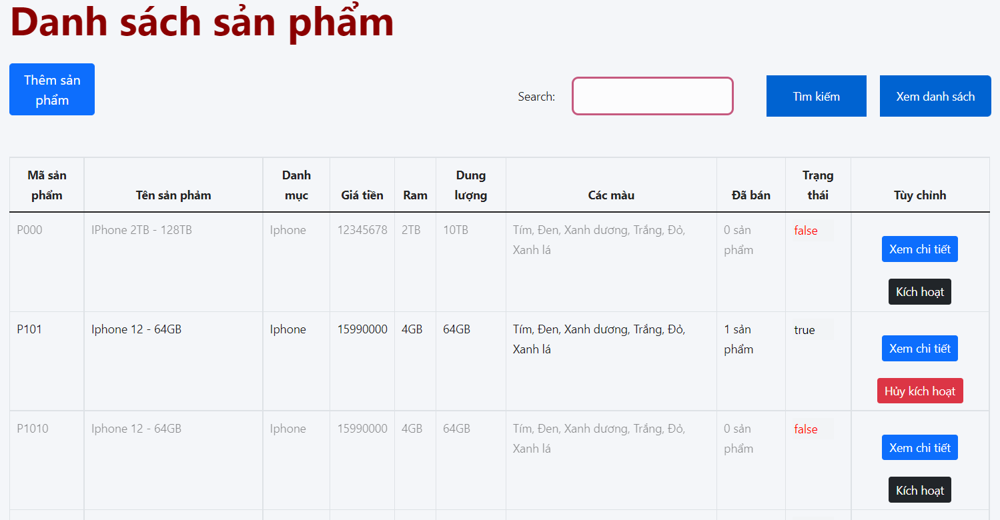 Danh sách sản phẩm
Thêm sản
phẩm
Search:
Tìm kiếm
Xem danh sách
Mã sản
phẩm
Tên sản phảm
Danh
mục
Giá tiền
Ram
Dung
lượng
Các màu
Đã bán
Trạng
thái
Tùy chỉnh
P000
IPhone 2TB - 128TB
Iphone
12345678
2TB
10TB
Tím, Đen, Xanh dương, Trắng, Đỏ,
Xanh lá
0 sản
phẩm
false
Xem chi tiết
Kích hoạt
P101
Iphone 12 - 64GB
Iphone
15990000
4GB
64GB
Tím, Đen, Xanh dương, Trắng, Đỏ,
Xanh lá
1 sản
phẩm
true
Xem chi tiết
Hủy kích hoạt
P1010
Iphone 12 - 64GB
Iphone
15990000
4GB
64GB
Tím, Đen, Xanh dương, Trắng, Đỏ,
Xanh lá
0 sản
phẩm
false
Xem chi tiết
Kích hoạt